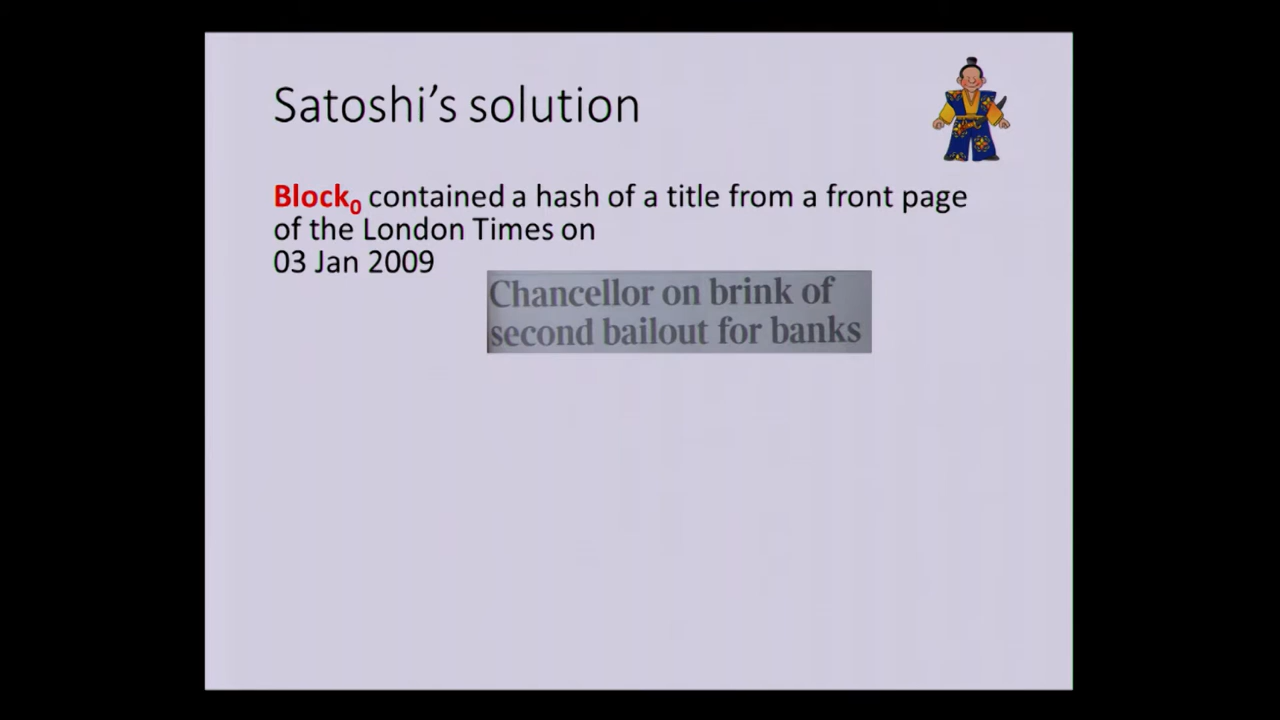 Satoshi's solution
Block0 contained a hash of a title from a front page
of the London Times on
03 Jan 2009
Chancellor on brink of
second bailout for banks